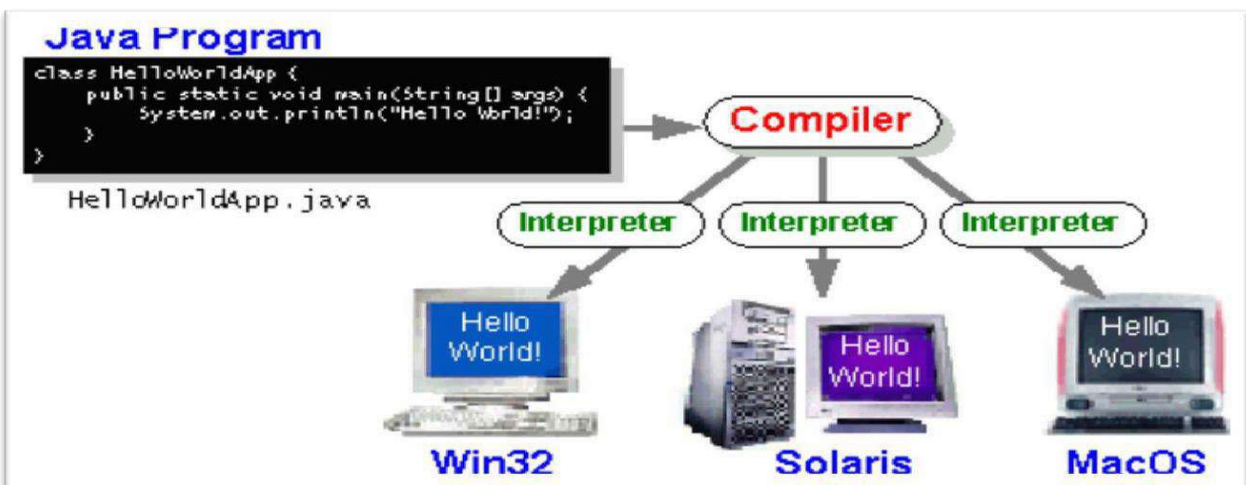 Java Program
class HelloWorldApp {
public static void main(String[] args) {
System.out.println("Hello World!");
}
}
HelloWorldApp.java
Compiler
Interpreter
Interpreter
Interpreter
Hello
World!
Hello
World!
Hello
World!
Win32
Solaris
MacOS